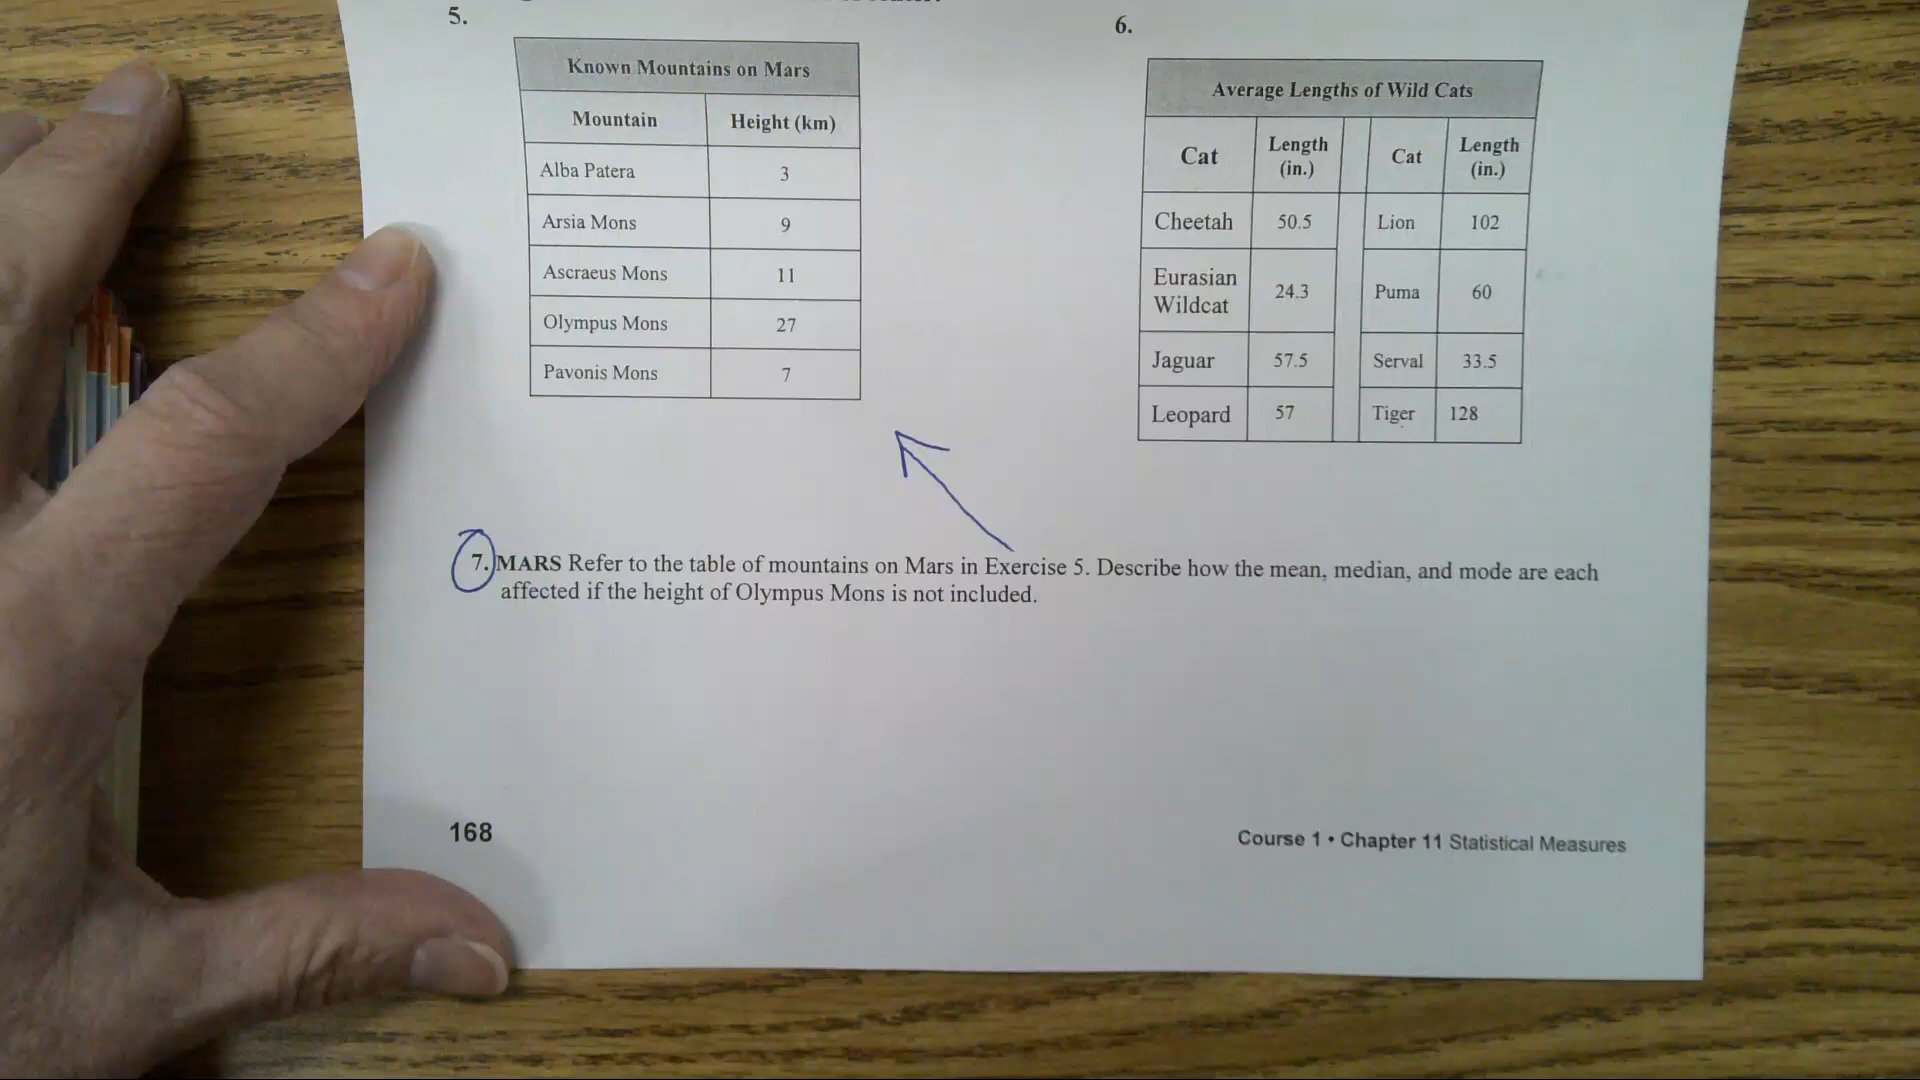 5.
Known Mountains on Mars
Mountain Height (km)
Alba Patera 3
Arsia Mons 9
Ascraeus Mons 11
Olympus Mons 27
Pavonis Mons 7
6.
Average Lengths of Wild Cats
Cat Length (in.) Cat Length (in.)
Cheetah 50.5 Lion 102
Eurasian Wildcat 24.3 Puma 60
Jaguar 57.5 Serval 33.5
Leopard 57 Tiger 128
7. MARS Refer to the table of mountains on Mars in Exercise 5. Describe how the mean, median, and mode are each
affected if the height of Olympus Mons is not included.
168
Course 1 • Chapter 11 Statistical Measures